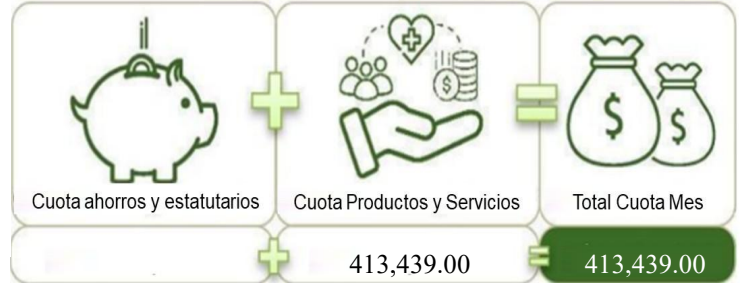 Cuota ahorros y estatutarios
Cuota Productos y Servicios
Total Cuota Mes
413,439.00
413,439.00